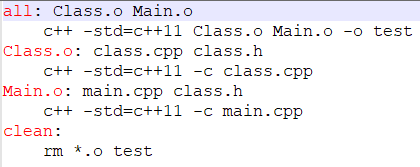 all: Class.o Main.o
    c++ -std=c++11 Class.o Main.o -o test
Class.o: class.cpp class.h
    c++ -std=c++11 -c class.cpp
Main.o: main.cpp class.h
    c++ -std=c++11 -c main.cpp
clean:
    rm *.o test